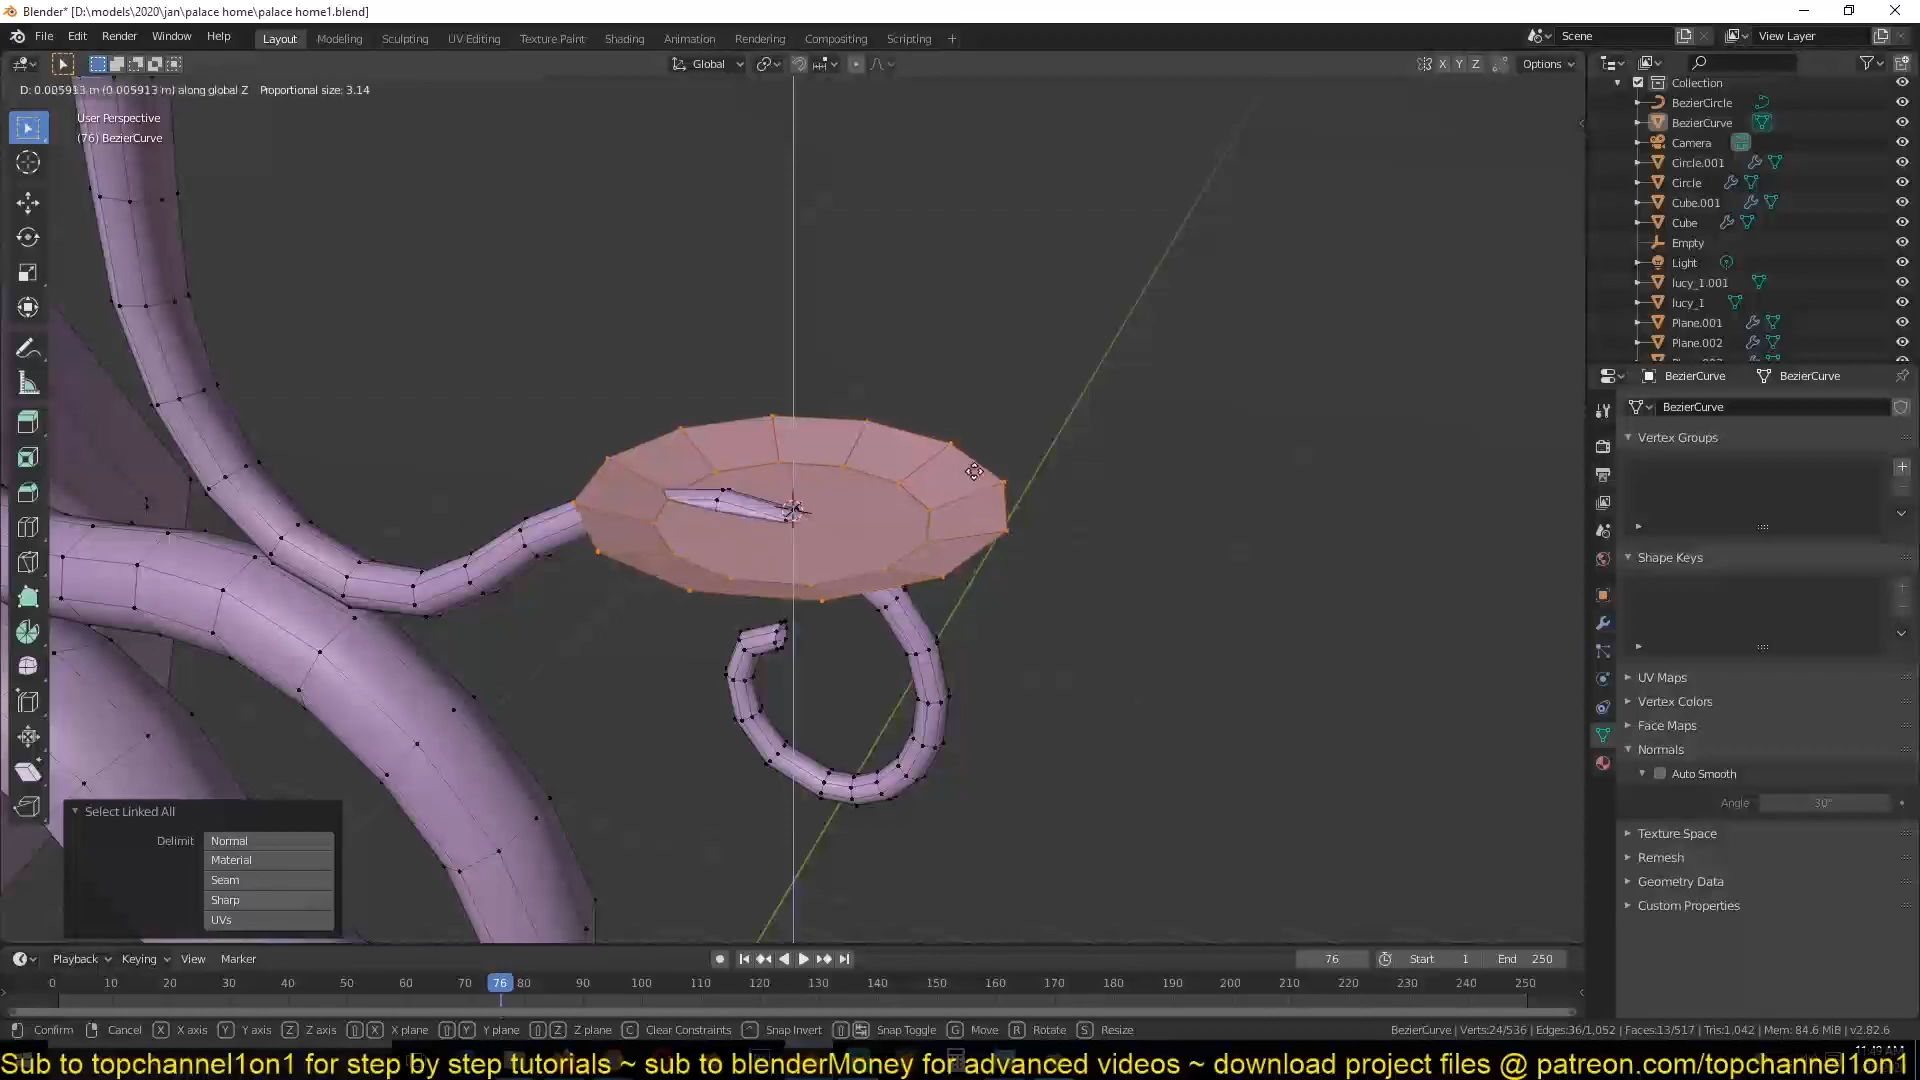 Blender* [D:\models\2020\jan\palace home\palace home1.blend]
File Edit Render Window Help Layout Modeling Sculpting UV Editing Texture Paint Shading Animation Rendering Compositing Scripting + Scene View Layer
Global X Y Z Options
D: 0.005913 m (0.005913 m) along global Z Proportional size: 3.14
User Perspective
(76) BezierCurve
Collection
BezierCircle
BezierCurve
Camera
Circle.001
Circle
Cube.001
Cube
Empty
Light
lucy_1.001
lucy_1
Plane.001
Plane.002
BezierCurve BezierCurve
BezierCurve
Vertex Groups
Shape Keys
UV Maps
Vertex Colors
Face Maps
Normals
Auto Smooth
Angle 30°
Texture Space
Remesh
Geometry Data
Custom Properties
Select Linked All
Delimit Normal
Material
Seam
Sharp
UVs
Playback Keying View Marker 76 Start 1 End 250
0 10 20 30 40 50 60 70 76 80 90 100 110 120 130 140 150 160 170 180 190 200 210 220 230 240 250
Confirm Cancel X X axis Y Y axis Z Z axis X X plane Y Y plane Z Z plane C Clear Constraints Snap Invert Snap Toggle G Move R Rotate S Resize BezierCurve | Verts:24/536 | Edges:36/1,052 | Faces:13/517 | Tris:1,042 | Mem: 84.6 MiB | v2.82.6
Sub to topchannel1on1 for step by step tutorials ~ sub to blenderMoney for advanced videos ~ download project files @ patreon.com/topchannel1on1